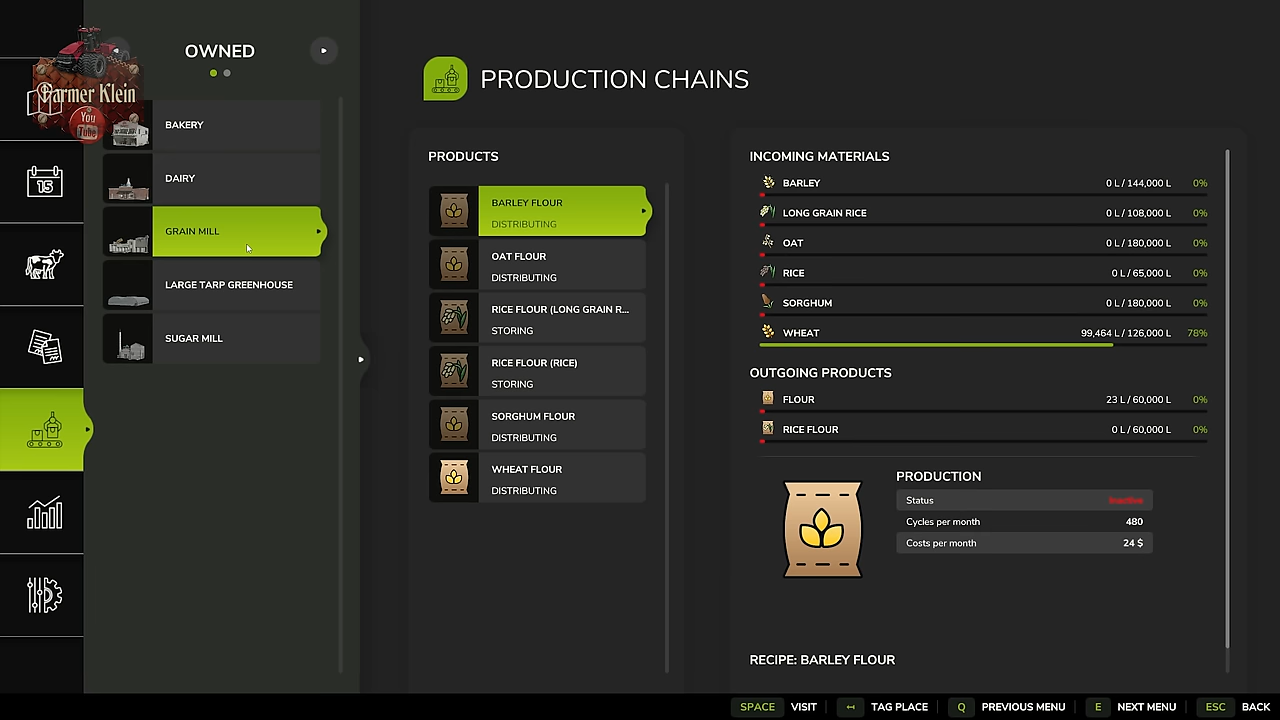 OWNED
Farmer Klein
You
Tube
15
BAKERY
DAIRY
GRAIN MILL
LARGE TARP GREENHOUSE
SUGAR MILL
PRODUCTION CHAINS
PRODUCTS
BARLEY FLOUR
DISTRIBUTING
OAT FLOUR
DISTRIBUTING
RICE FLOUR (LONG GRAIN R...
STORING
RICE FLOUR (RICE)
STORING
SORGHUM FLOUR
DISTRIBUTING
WHEAT FLOUR
DISTRIBUTING
INCOMING MATERIALS
BARLEY 0 L / 144,000 L 0%
LONG GRAIN RICE 0 L / 108,000 L 0%
OAT 0 L / 180,000 L 0%
RICE 0 L / 65,000 L 0%
SORGHUM 0 L / 180,000 L 0%
WHEAT 99,464 L / 126,000 L 78%
OUTGOING PRODUCTS
FLOUR 23 L / 60,000 L 0%
RICE FLOUR 0 L / 60,000 L 0%
PRODUCTION
Status Inactive
Cycles per month 480
Costs per month 24 $
RECIPE: BARLEY FLOUR
SPACE VISIT TAG PLACE Q PREVIOUS MENU E NEXT MENU ESC BACK